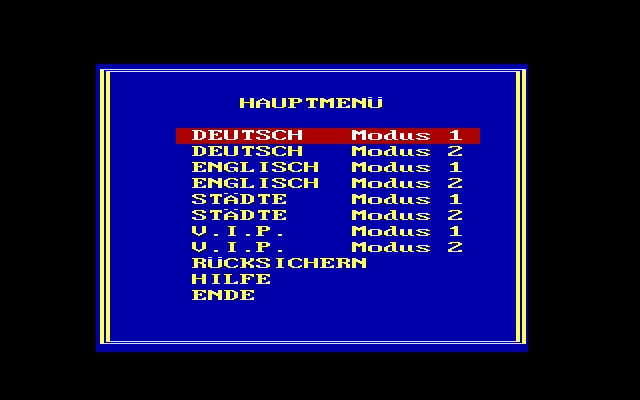 HAUPTMENÜ
DEUTSCH Modus 1
DEUTSCH Modus 2
ENGLISCH Modus 1
ENGLISCH Modus 2
STÄDTE Modus 1
STÄDTE Modus 2
V.I.P. Modus 1
V.I.P. Modus 2
RÜCKSICHERN
HILFE
ENDE